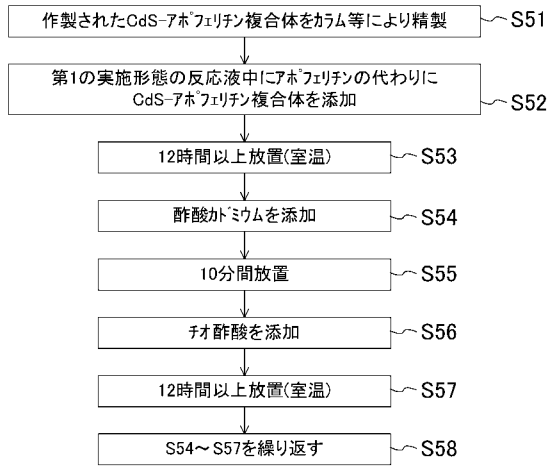 作製されたCdS-アポフェリチン複合体をカラム等により精製 S51
第1の実施形態の反応液中にアポフェリチンの代わりに
CdS-アポフェリチン複合体を添加 S52
12時間以上放置(室温) S53
酢酸カドミウムを添加 S54
10分間放置 S55
チオ酢酸を添加 S56
12時間以上放置(室温) S57
S54～S57を繰り返す S58